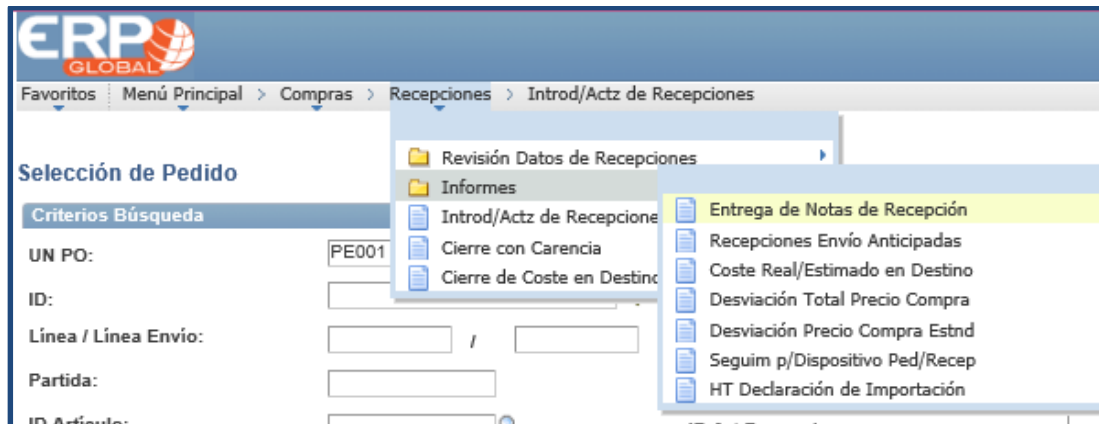 ERP
GLOBAL
Favoritos Menú Principal > Compras > Recepciones > Introd/Actz de Recepciones
Revisión Datos de Recepciones
Selección de Pedido
Informes
Criterios Búsqueda
Introd/Actz de Recepcione
Entrega de Notas de Recepción
UN PO:
PE001
Cierre con Carencia
Recepciones Envío Anticipadas
Cierre de Coste en Destino
Coste Real/Estimado en Destino
ID:
Desviación Total Precio Compra
Línea / Línea Envío:
/
Desviación Precio Compra Estnd
Seguim p/Dispositivo Ped/Recep
Partida:
HT Declaración de Importación
ID Artículo: